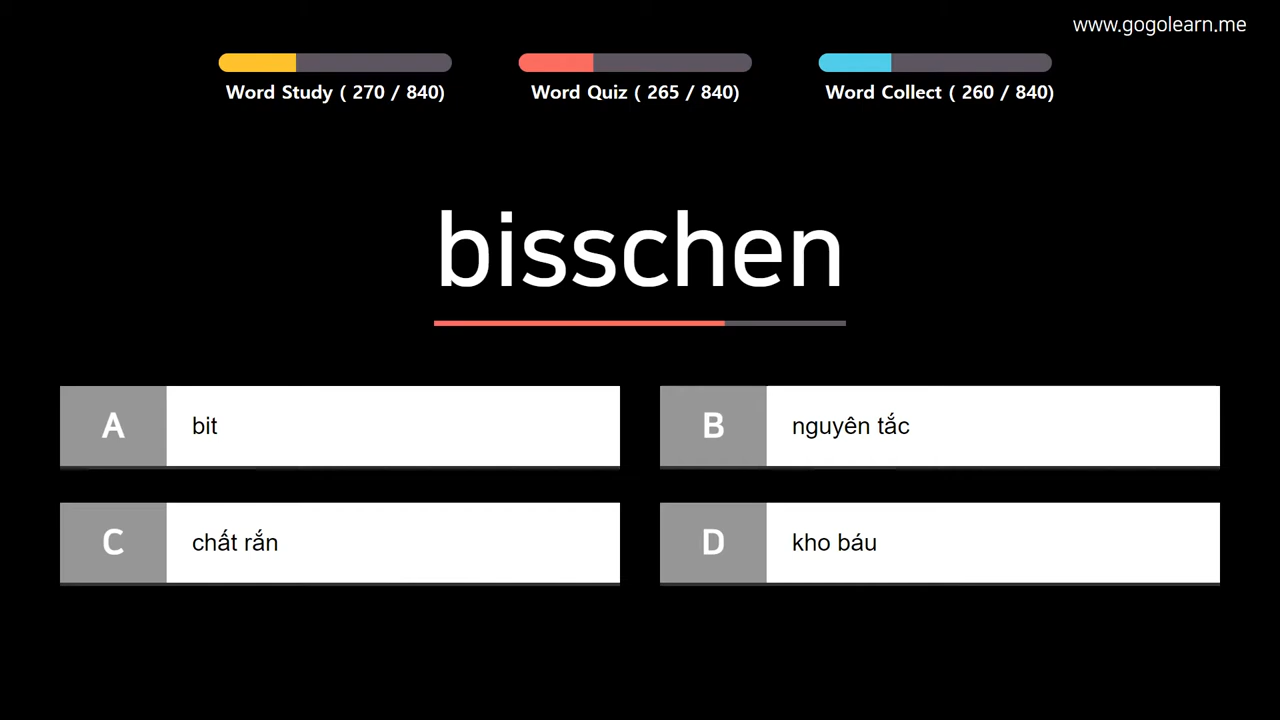 www.gogolearn.me
Word Study ( 270 / 840)
Word Quiz ( 265 / 840)
Word Collect ( 260 / 840)
bisschen
A bit
B nguyên tắc
C chất rắn
D kho báu